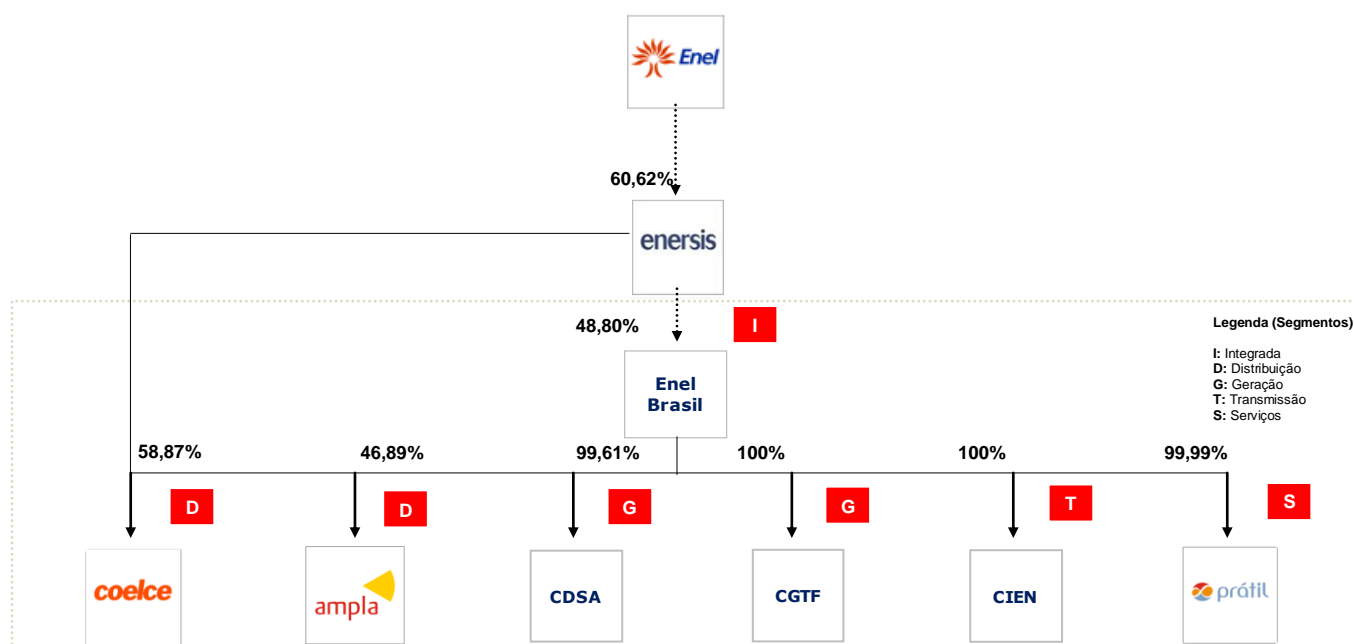 Enel
60,62%
enersis
48,80%
I
Legenda (Segmentos)
I: Integrada
D: Distribuição
G: Geração
T: Transmissão
S: Serviços
Enel
Brasil
58,87%
46,89%
99,61%
100%
100%
99,99%
D
D
G
G
T
S
coelce
ampla
CDSA
CGTF
CIEN
prátil